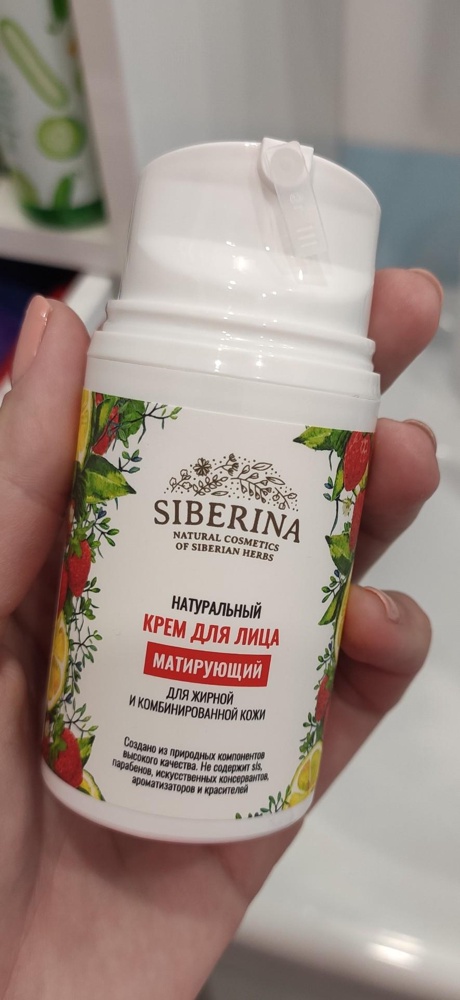 SIBERINA
NATURAL COSMETICS
OF SIBERIAN HERBS
НАТУРАЛЬНЫЙ
КРЕМ ДЛЯ ЛИЦА
МАТИРУЮЩИЙ
ДЛЯ ЖИРНОЙ
И КОМБИНИРОВАННОЙ КОЖИ
Создано из природных компонентов
высокого качества. Не содержит sls,
парабенов, искусственных консервантов,
ароматизаторов и красителей